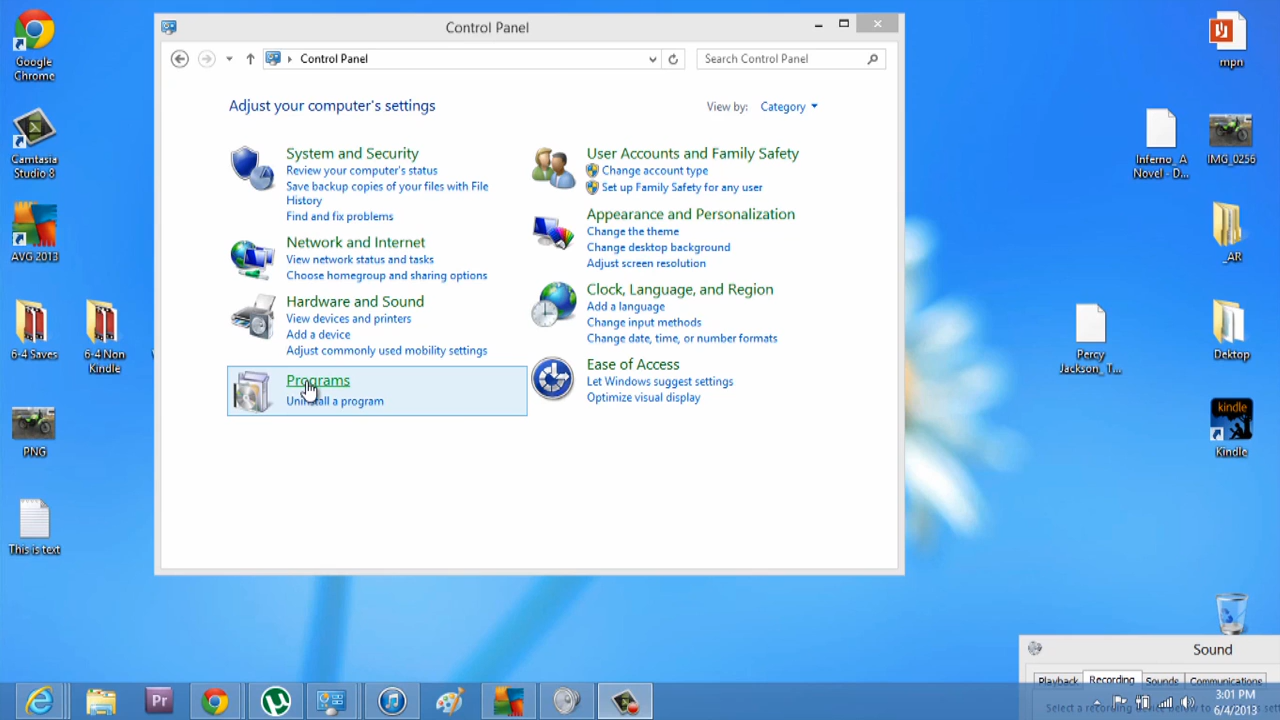 Control Panel
Control Panel
Search Control Panel
Adjust your computer's settings
View by: Category
System and Security
Review your computer's status
Save backup copies of your files with File
History
Find and fix problems
Network and Internet
View network status and tasks
Choose homegroup and sharing options
Hardware and Sound
View devices and printers
Add a device
Adjust commonly used mobility settings
Programs
Uninstall a program
User Accounts and Family Safety
Change account type
Set up Family Safety for any user
Appearance and Personalization
Change the theme
Change desktop background
Adjust screen resolution
Clock, Language, and Region
Add a language
Change input methods
Change date, time, or number formats
Ease of Access
Let Windows suggest settings
Optimize visual display
Google
Chrome
Camtasia
Studio 8
AVG 2013
6-4 Saves
6-4 Non
Kindle
PNG
This is text
mpn
Inferno_ A
Novel - D...
IMG_0256
_AR
Percy
Jackson_ T...
Dektop
kindle
Kindle
Sound
Playback Recording Sounds Communications
Pr
3:01 PM
6/4/2013